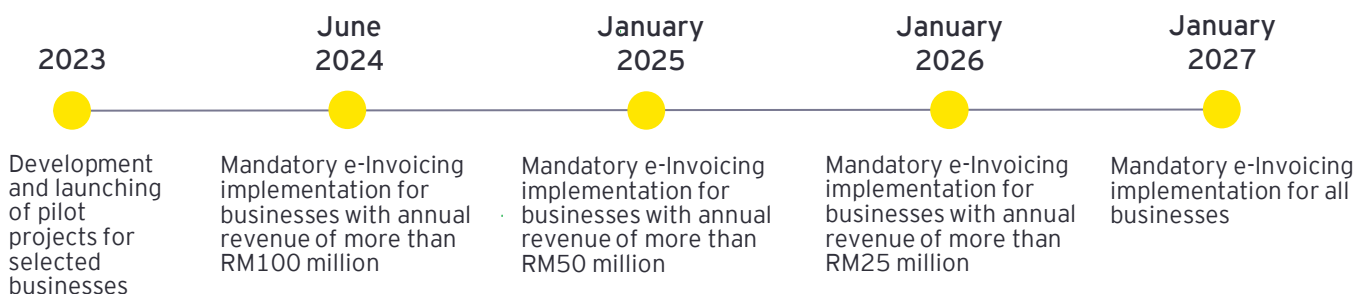 2023
Development
and launching
of pilot
projects for
selected
businesses
June
2024
Mandatory e-Invoicing
implementation for
businesses with annual
revenue of more than
RM100 million
January
2025
Mandatory e-Invoicing
implementation for
businesses with annual
revenue of more than
RM50 million
January
2026
Mandatory e-Invoicing
implementation for
businesses with annual
revenue of more than
RM25 million
January
2027
Mandatory e-Invoicing
implementation for all
businesses